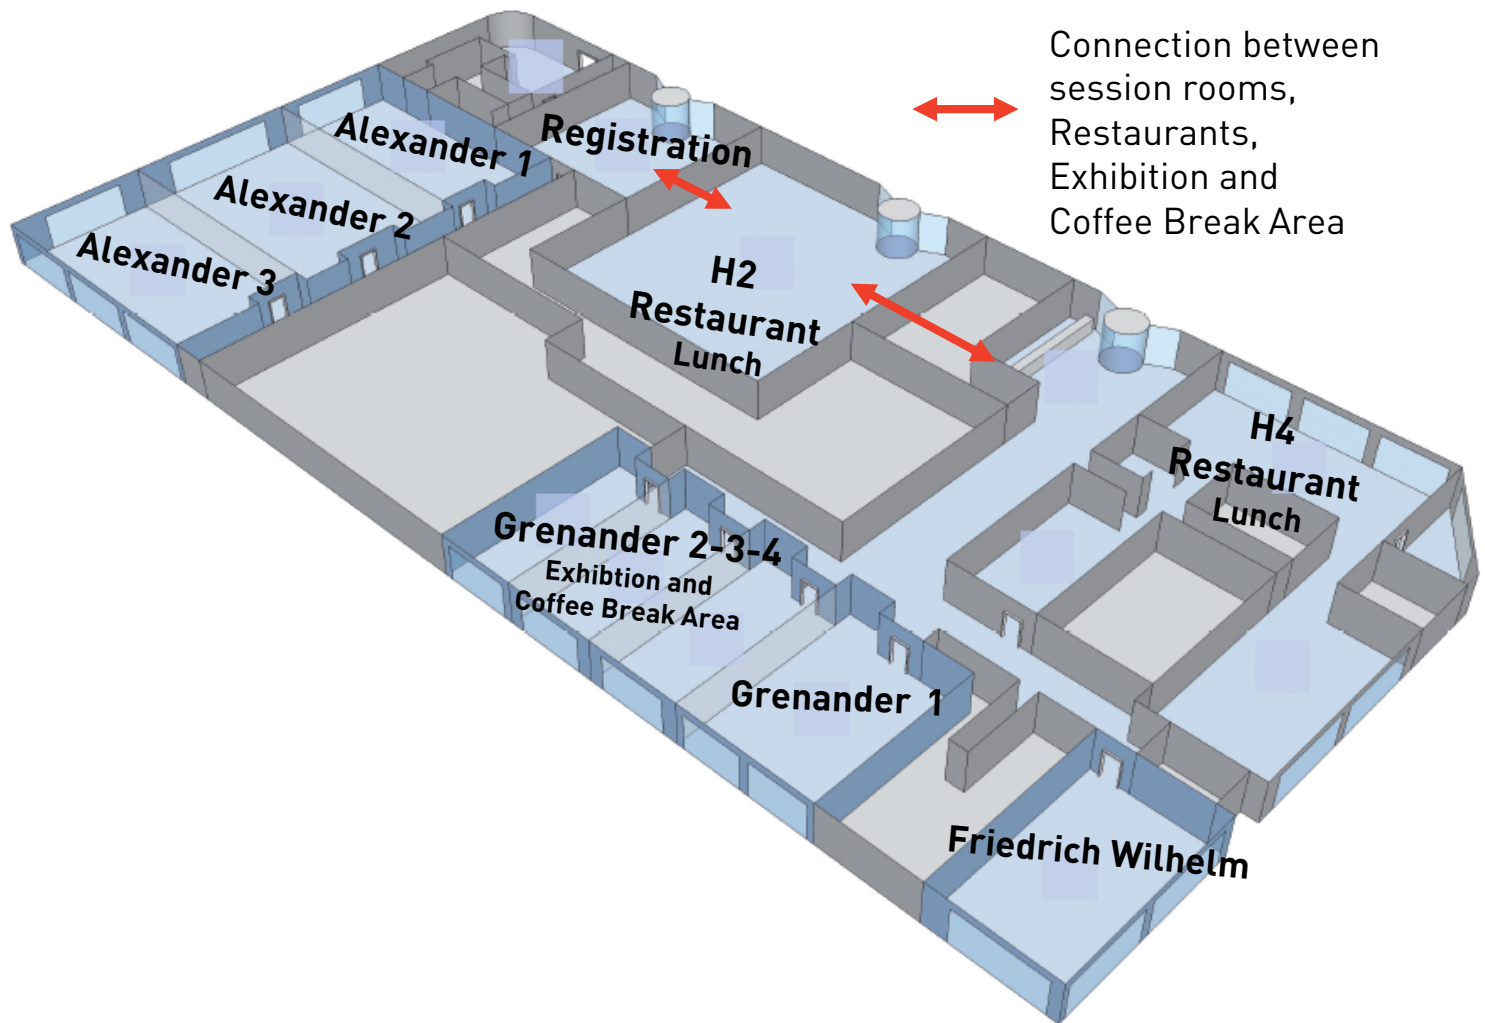 Connection between
session rooms,
Restaurants,
Exhibition and
Coffee Break Area
Alexander 1
Registration
Alexander 2
Alexander 3
H2
Restaurant
Lunch
H4
Restaurant
Lunch
Grenander 2-3-4
Exhibtion and
Coffee Break Area
Grenander 1
Friedrich Wilhelm